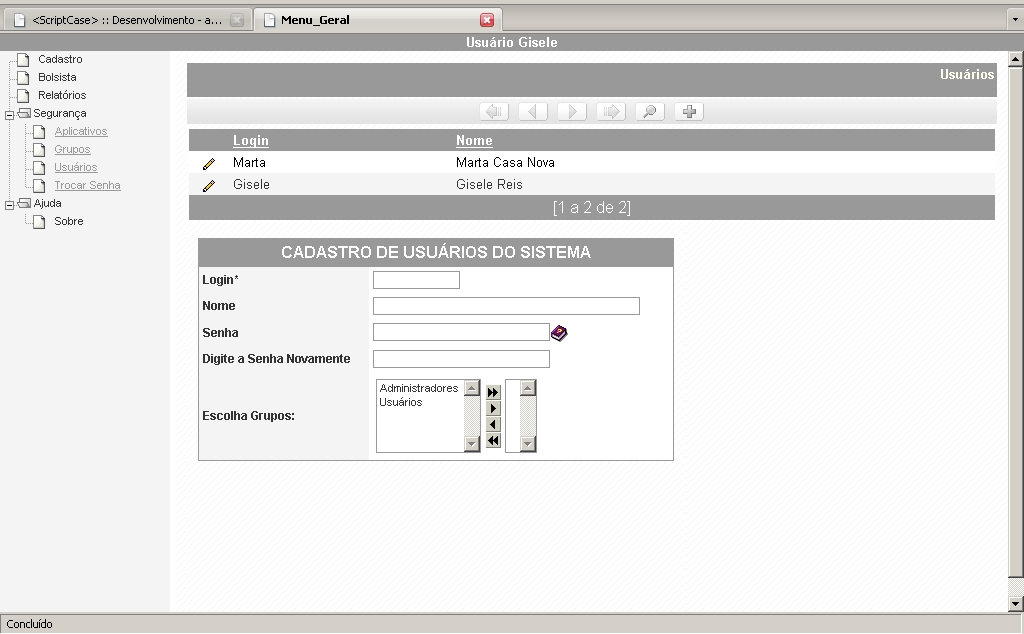 <ScriptCase> :: Desenvolvimento - a...
Menu_Geral
Usuário Gisele
Cadastro
Bolsista
Relatórios
Segurança
Aplicativos
Grupos
Usuários
Trocar Senha
Ajuda
Sobre
Usuários
Login Nome
Marta Marta Casa Nova
Gisele Gisele Reis
[1 a 2 de 2]
CADASTRO DE USUÁRIOS DO SISTEMA
Login*
Nome
Senha
Digite a Senha Novamente
Escolha Grupos:
Administradores
Usuários
Concluído